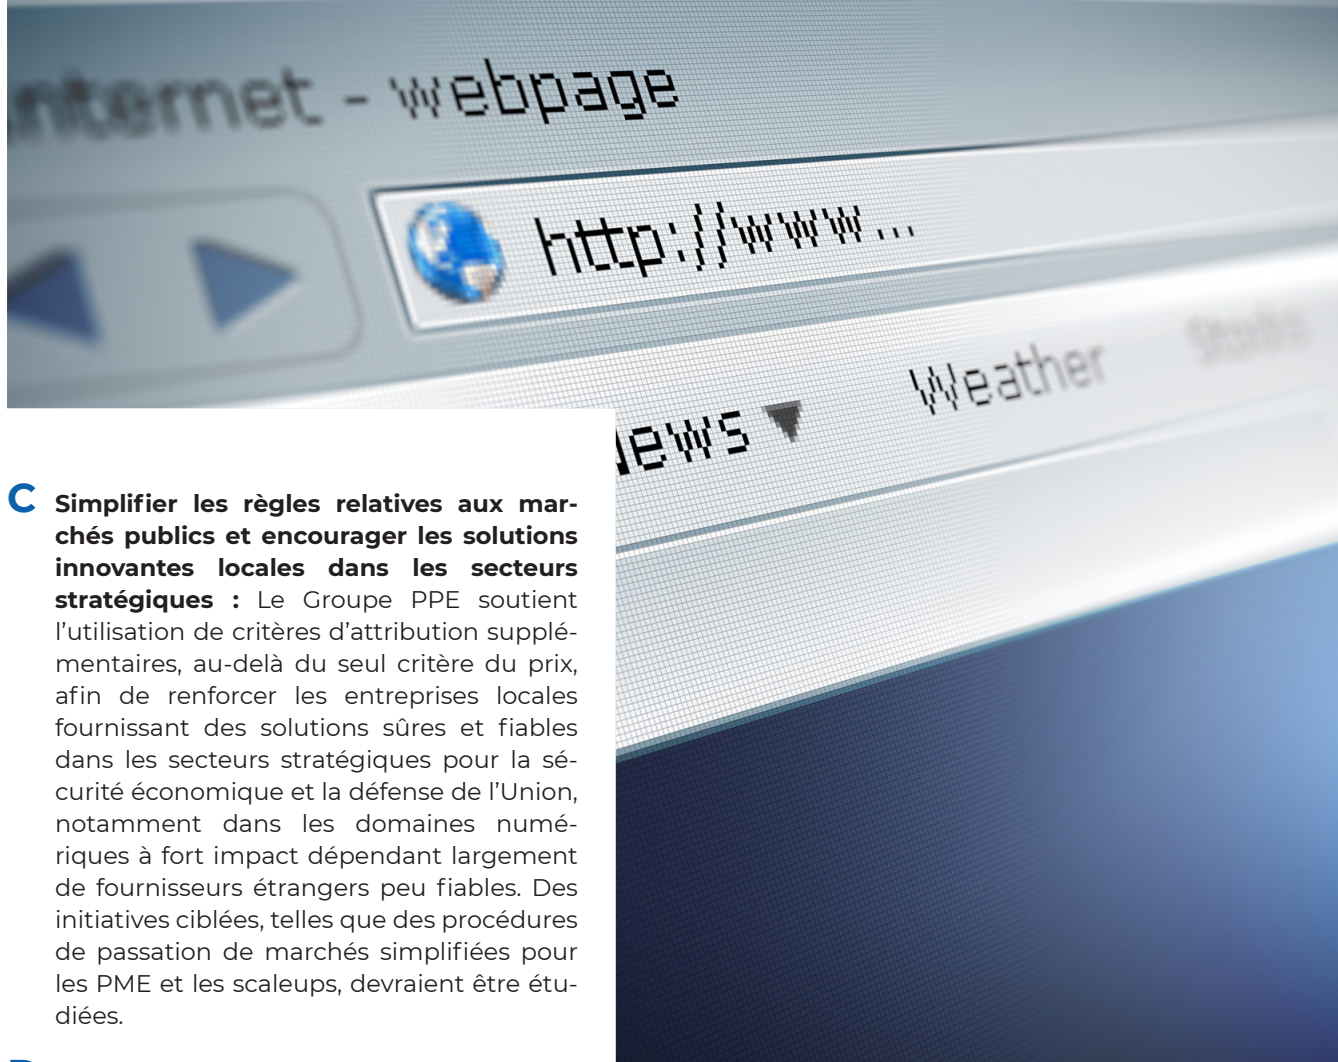 internet - webpage
http://www...
News
Weather
C Simplifier les règles relatives aux mar-
chés publics et encourager les solutions
innovantes locales dans les secteurs
stratégiques : Le Groupe PPE soutient
l’utilisation de critères d’attribution supplé-
mentaires, au-delà du seul critère du prix,
afin de renforcer les entreprises locales
fournissant des solutions sûres et fiables
dans les secteurs stratégiques pour la sé-
curité économique et la défense de l’Union,
notamment dans les domaines numé-
riques à fort impact dépendant largement
de fournisseurs étrangers peu fiables. Des
initiatives ciblées, telles que des procédures
de passation de marchés simplifiées pour
les PME et les scaleups, devraient être étu-
diées.